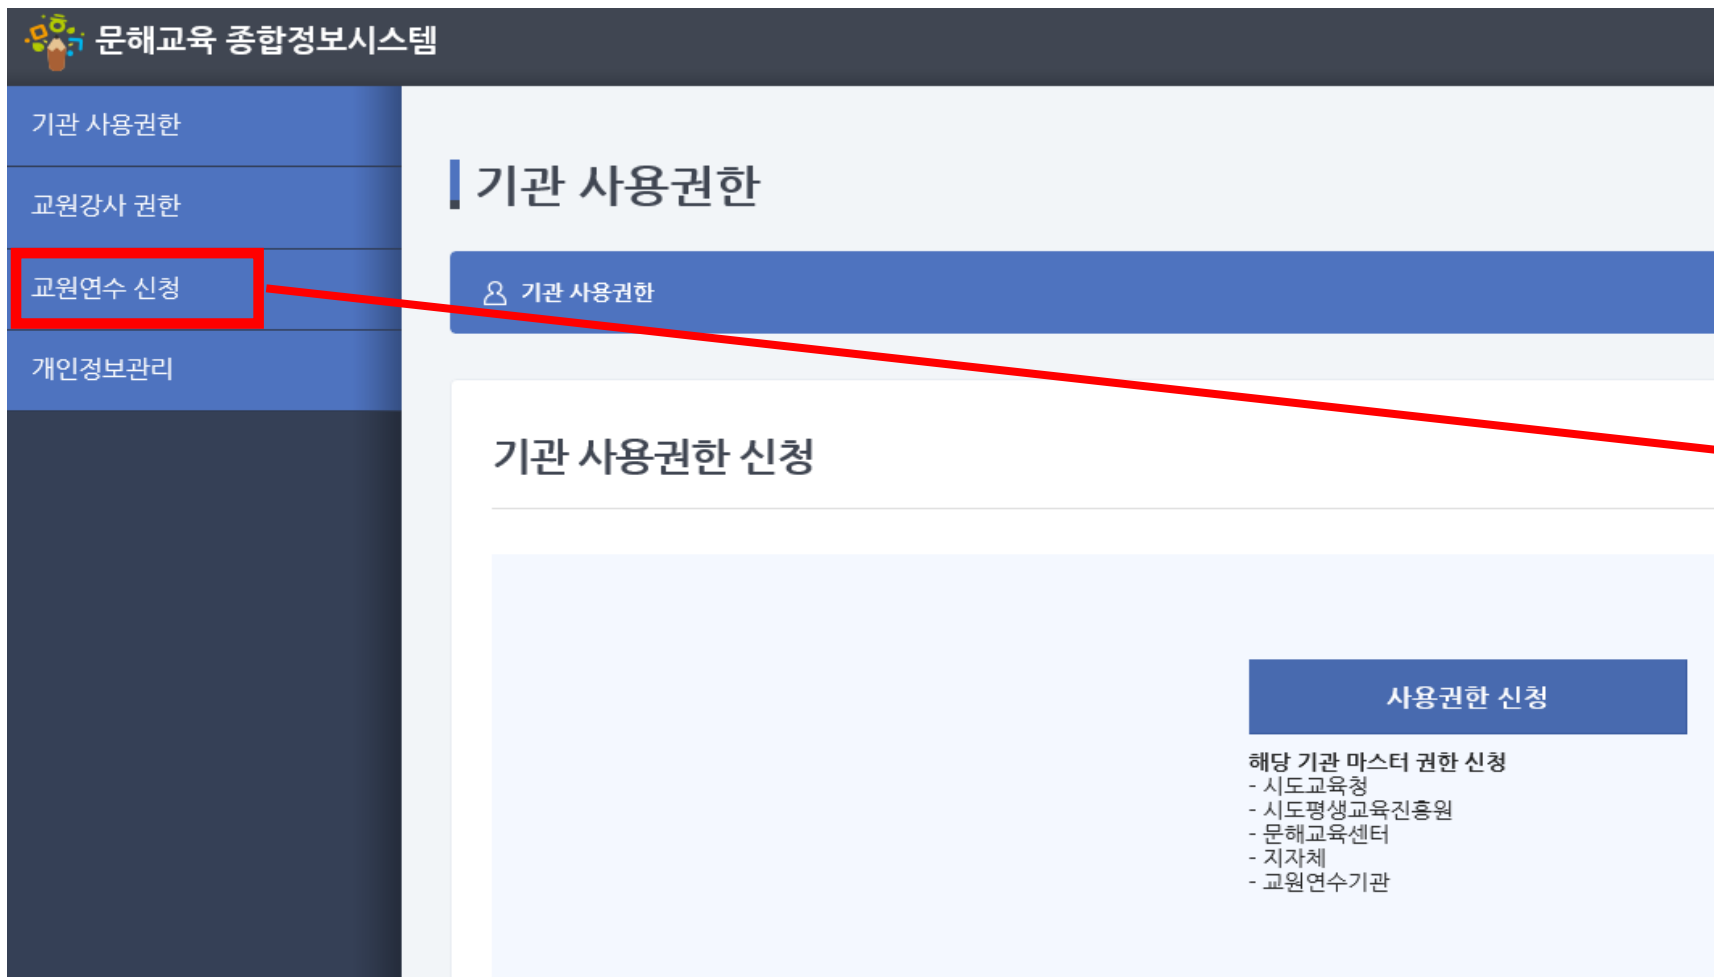 문해교육 종합정보시스템
기관 사용권한
교원강사 권한
교원연수 신청
개인정보관리
기관 사용권한
기관 사용권한
기관 사용권한 신청
사용권한 신청
해당 기관 마스터 권한 신청
- 시도교육청
- 시도평생교육진흥원
- 문해교육센터
- 지자체
- 교원연수기관